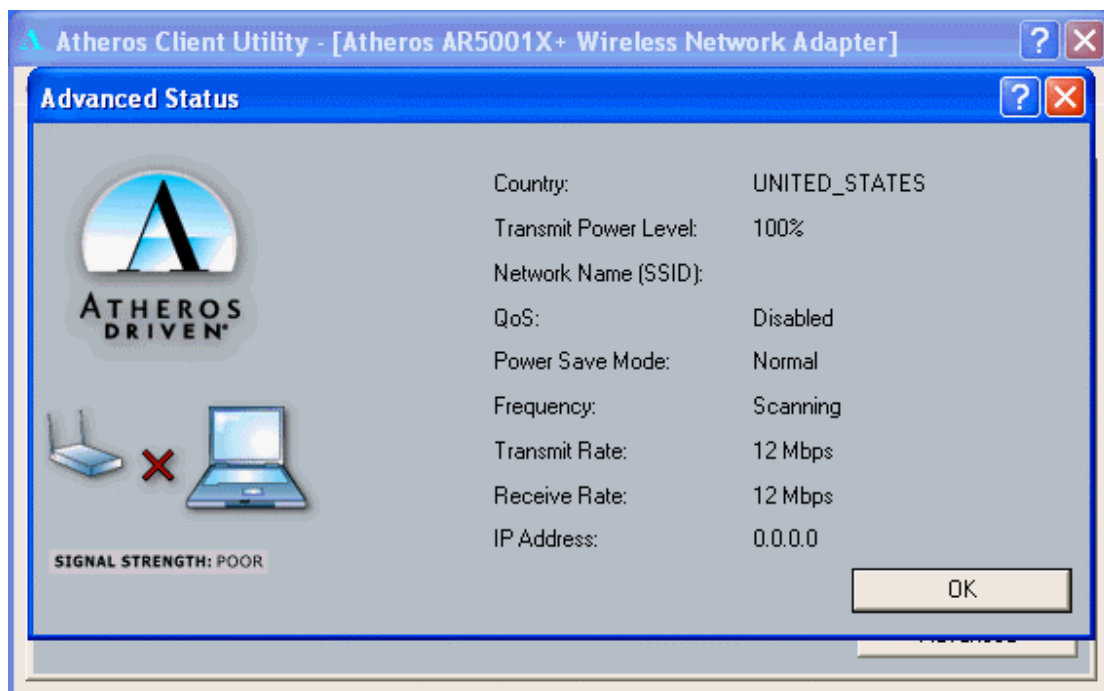 Atheros Client Utility - [Atheros AR5001X+ Wireless Network Adapter]
Advanced Status
Country: UNITED_STATES
Transmit Power Level: 100%
Network Name (SSID):
QoS: Disabled
Power Save Mode: Normal
Frequency: Scanning
Transmit Rate: 12 Mbps
Receive Rate: 12 Mbps
IP Address: 0.0.0.0
ATHEROS
DRIVEN
SIGNAL STRENGTH: POOR
OK